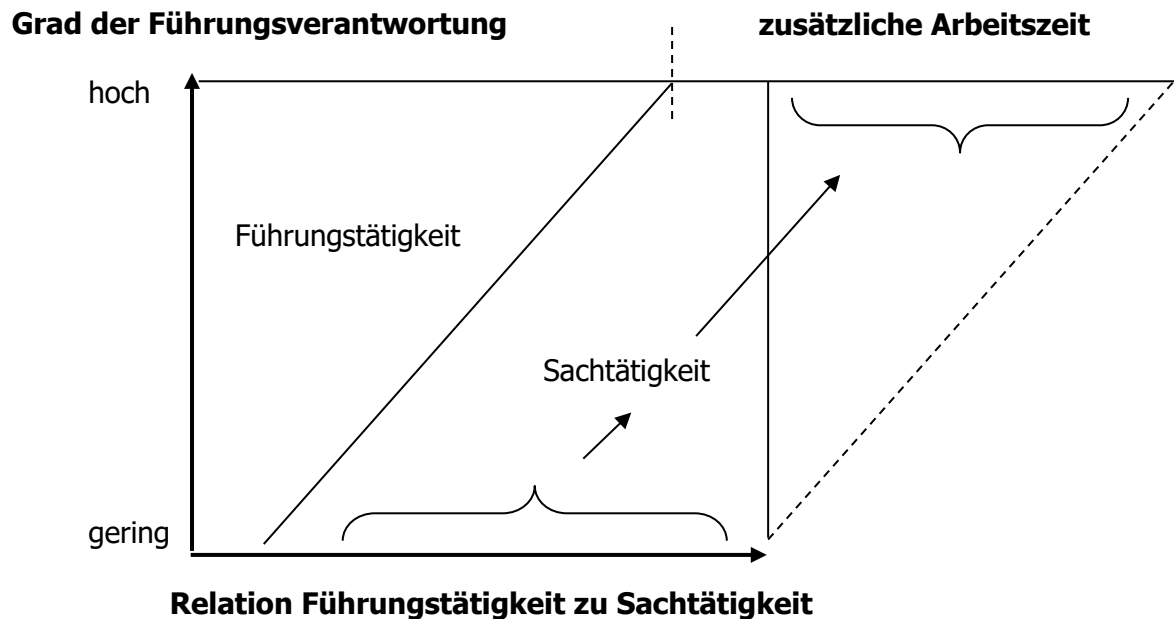 Grad der Führungsverantwortung
zusätzliche Arbeitszeit
hoch
Führungstätigkeit
Sachtätigkeit
gering
Relation Führungstätigkeit zu Sachtätigkeit